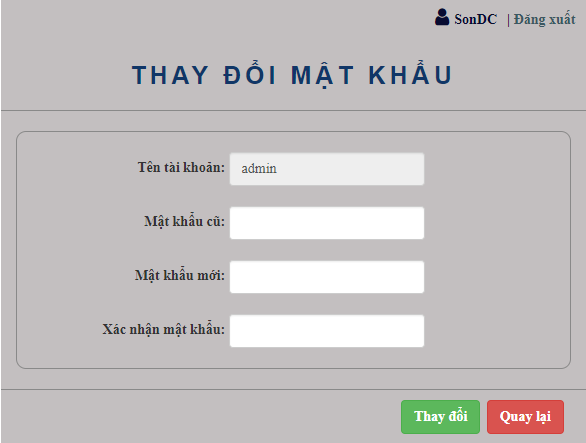 SonDC | Đăng xuất
THAY ĐỔI MẬT KHẨU
Tên tài khoản: admin
Mật khẩu cũ:
Mật khẩu mới:
Xác nhận mật khẩu:
Thay đổi Quay lại